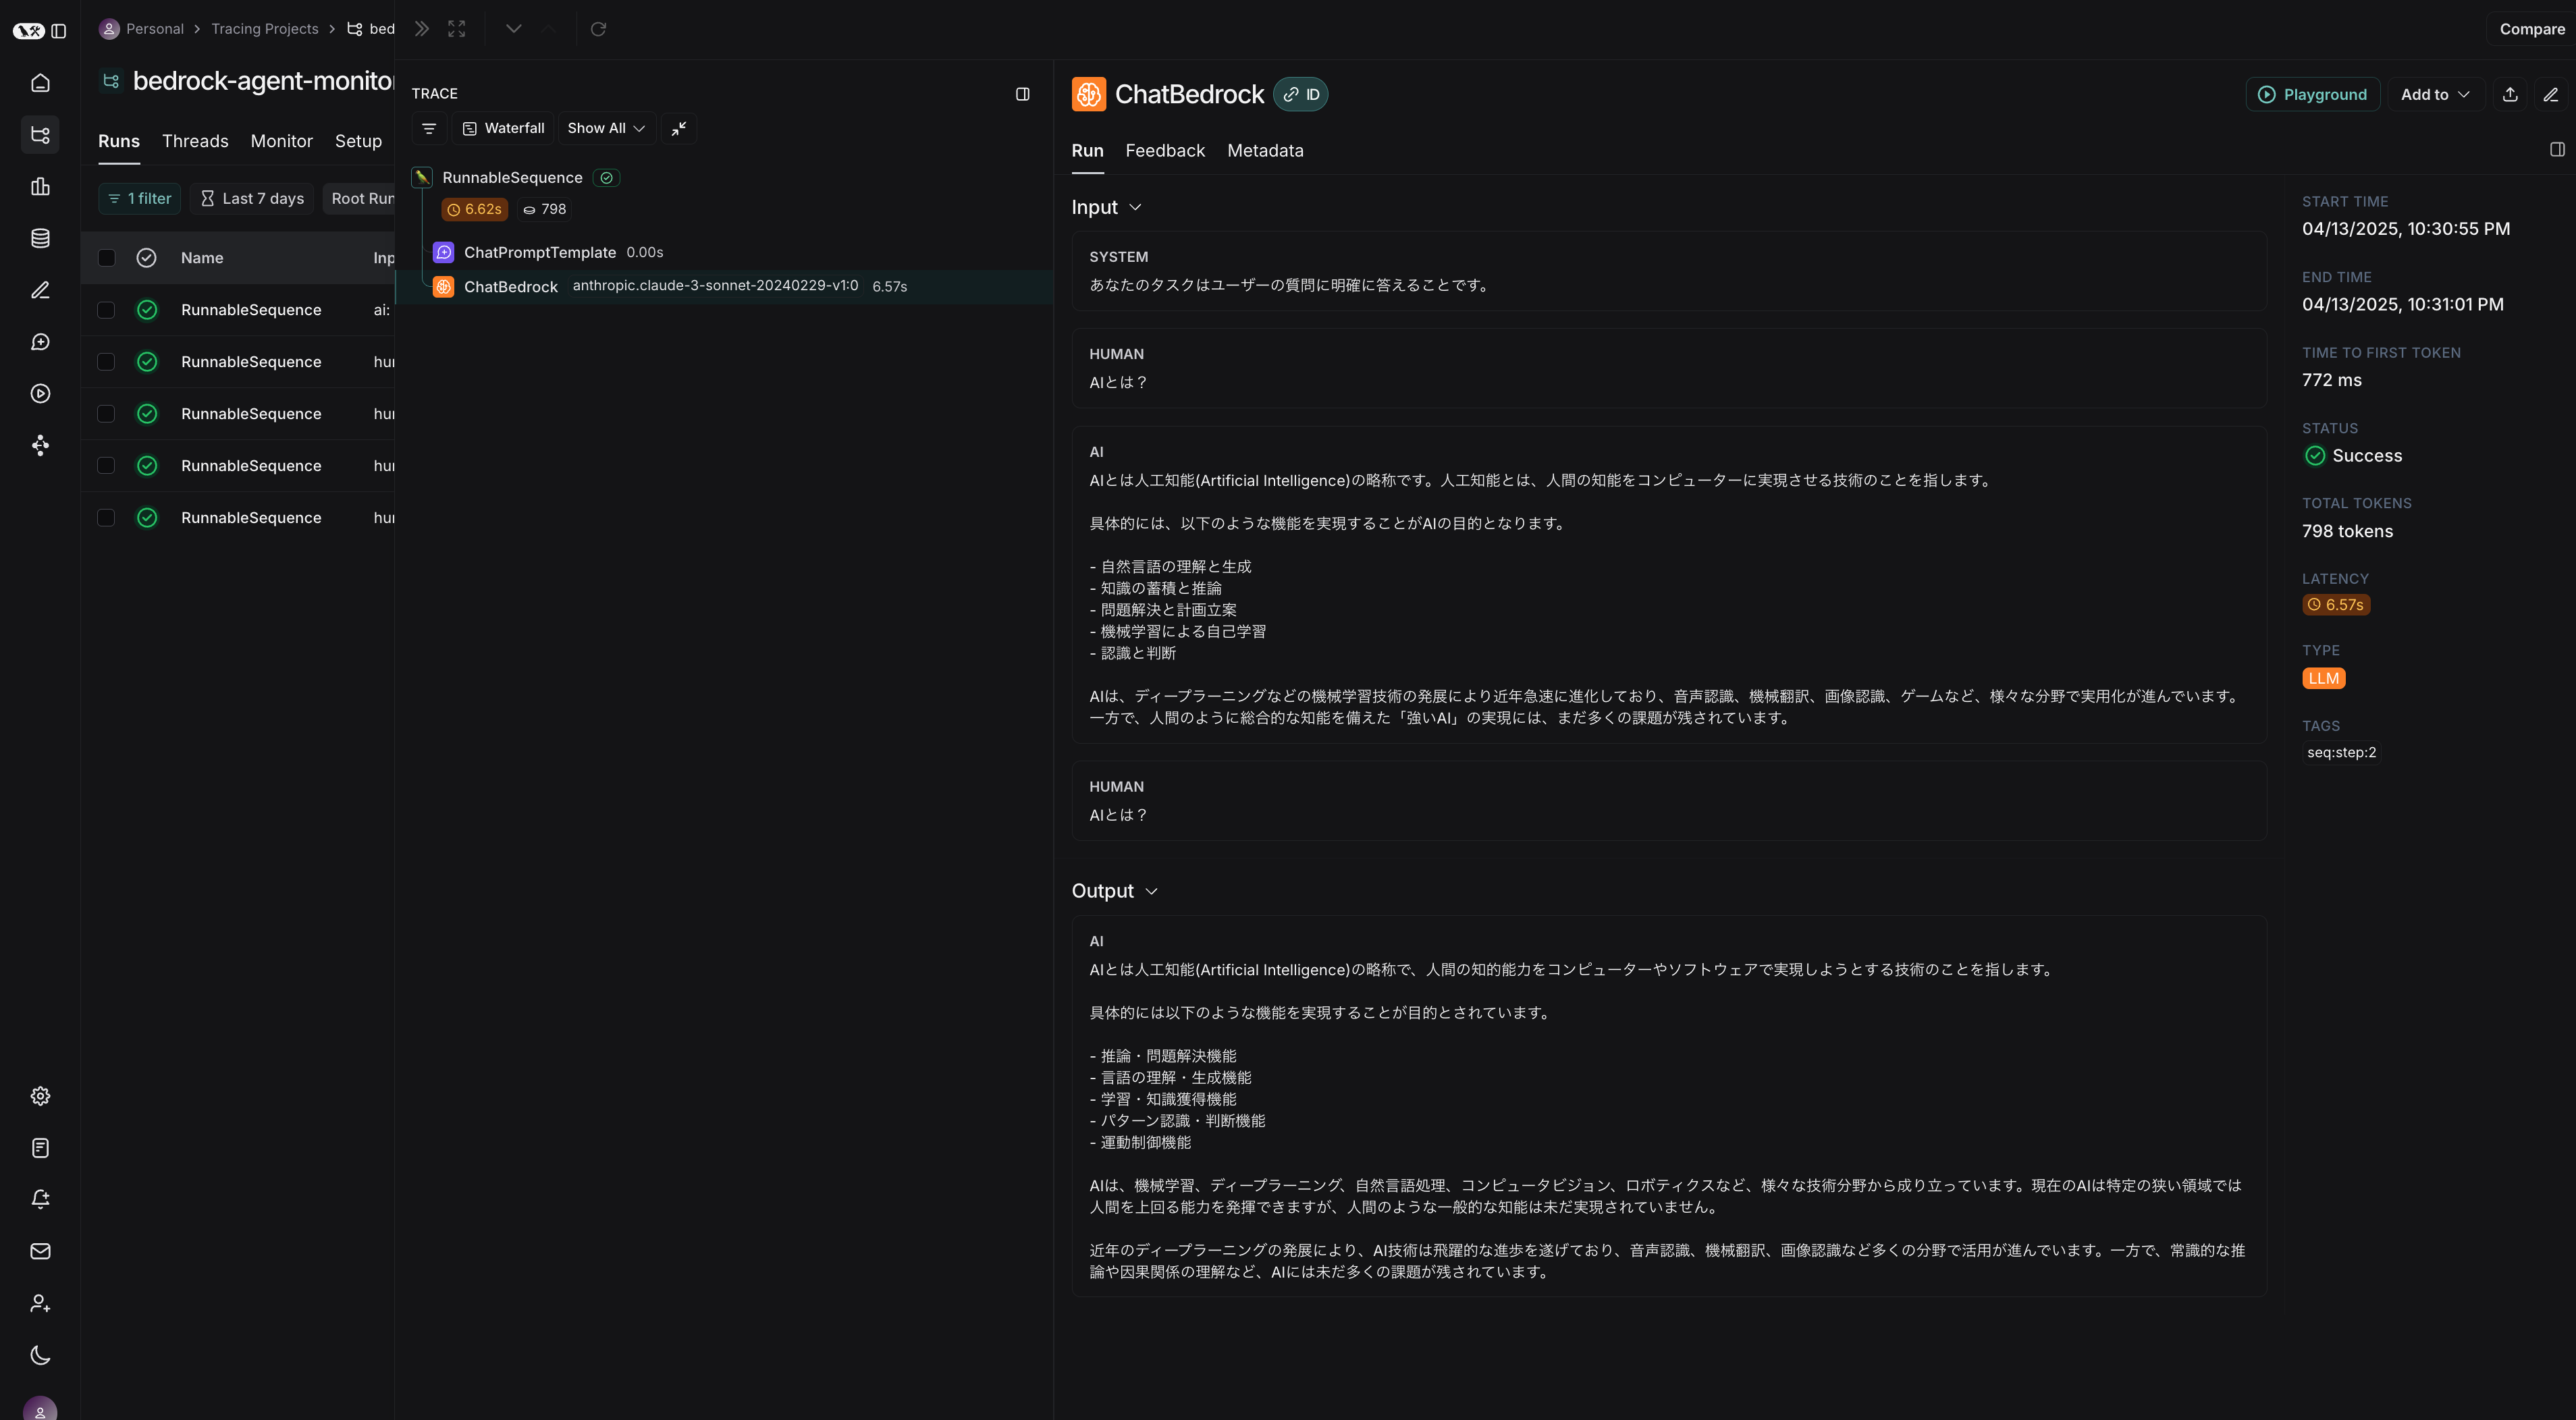 Personal > Tracing Projects > bed
bedrock-agent-monitor
Runs Threads Monitor Setup
1 filter Last 7 days Root Run
Name Inp
RunnableSequence ai:
RunnableSequence hur
RunnableSequence hur
RunnableSequence hur
RunnableSequence hur
TRACE
Waterfall Show All
RunnableSequence
6.62s 798
ChatPromptTemplate 0.00s
ChatBedrock anthropic.claude-3-sonnet-20240229-v1:0 6.57s
Compare
ChatBedrock ID
Playground Add to
Run Feedback Metadata
Input
SYSTEM
あなたのタスクはユーザーの質問に明確に答えることです。
HUMAN
AIとは？
AI
AIとは人工知能(Artificial Intelligence)の略称です。人工知能とは、人間の知能をコンピューターに実現させる技術のことを指します。
具体的には、以下のような機能を実現することがAIの目的となります。
- 自然言語の理解と生成
- 知識の蓄積と推論
- 問題解決と計画立案
- 機械学習による自己学習
- 認識と判断
AIは、ディープラーニングなどの機械学習技術の発展により近年急速に進化しており、音声認識、機械翻訳、画像認識、ゲームなど、様々な分野で実用化が進んでいます。
一方で、人間のように総合的な知能を備えた「強いAI」の実現には、まだ多くの課題が残されています。
HUMAN
AIとは？
Output
AI
AIとは人工知能(Artificial Intelligence)の略称で、人間の知的能力をコンピューターやソフトウェアで実現しようとする技術のことを指します。
具体的には以下のような機能を実現することが目的とされています。
- 推論・問題解決機能
- 言語の理解・生成機能
- 学習・知識獲得機能
- パターン認識・判断機能
- 運動制御機能
AIは、機械学習、ディープラーニング、自然言語処理、コンピュータビジョン、ロボティクスなど、様々な技術分野から成り立っています。現在のAIは特定の狭い領域では
人間を上回る能力を発揮できますが、人間のような一般的な知能は未だ実現されていません。
近年のディープラーニングの発展により、AI技術は飛躍的な進歩を遂げており、音声認識、機械翻訳、画像認識など多くの分野で活用が進んでいます。一方で、常識的な推
論や因果関係の理解など、AIには未だ多くの課題が残されています。
START TIME
04/13/2025, 10:30:55 PM
END TIME
04/13/2025, 10:31:01 PM
TIME TO FIRST TOKEN
772 ms
STATUS
Success
TOTAL TOKENS
798 tokens
LATENCY
6.57s
TYPE
LLM
TAGS
seq:step:2